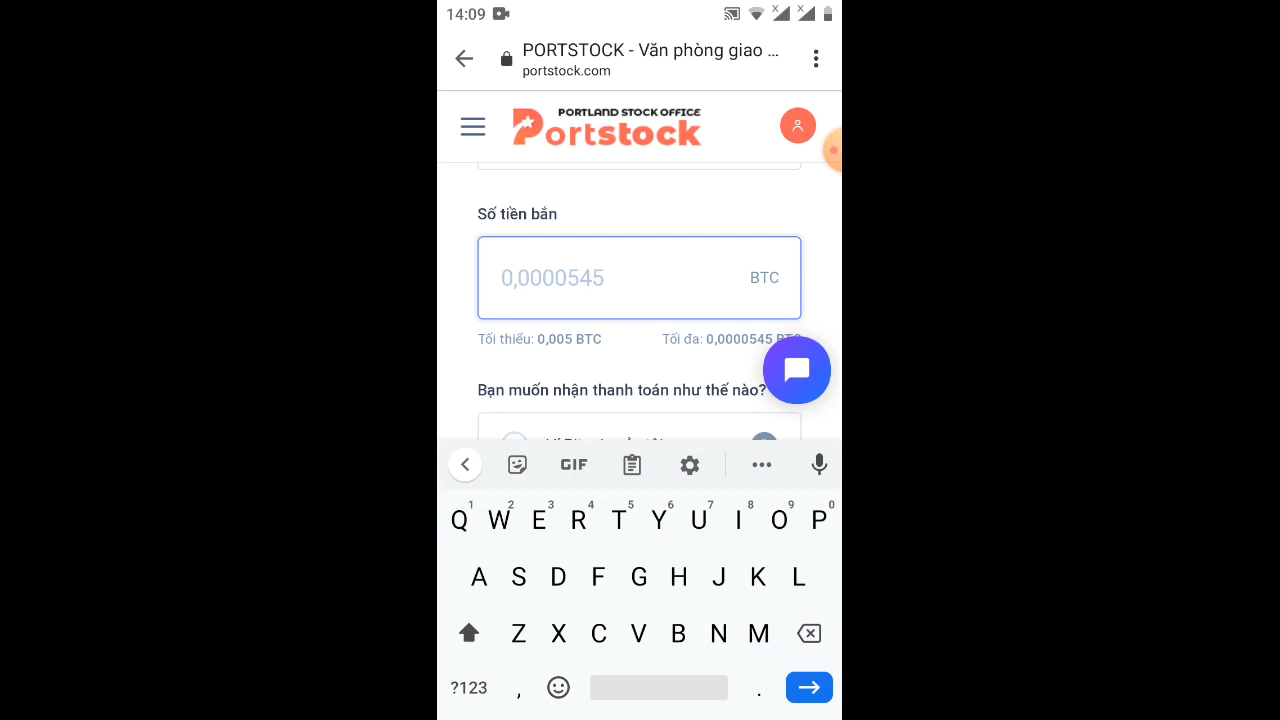 14:09
PORTSTOCK - Văn phòng giao ...
portstock.com
PORTLAND STOCK OFFICE
Portstock
Số tiền bắn
0,0000545 BTC
Tối thiểu: 0,005 BTC Tối đa: 0,0000545 BTC
Bạn muốn nhận thanh toán như thế nào?
GIF
1 2 3 4 5 6 7 8 9 0
Q W E R T Y U I O P
A S D F G H J K L
Z X C V B N M
?123 , .